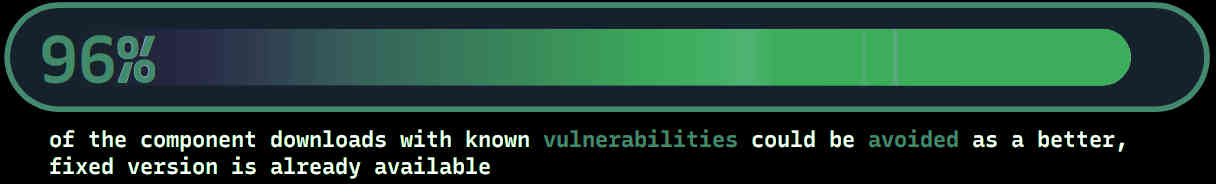 96%
of the component downloads with known vulnerabilities could be avoided as a better,
fixed version is already available